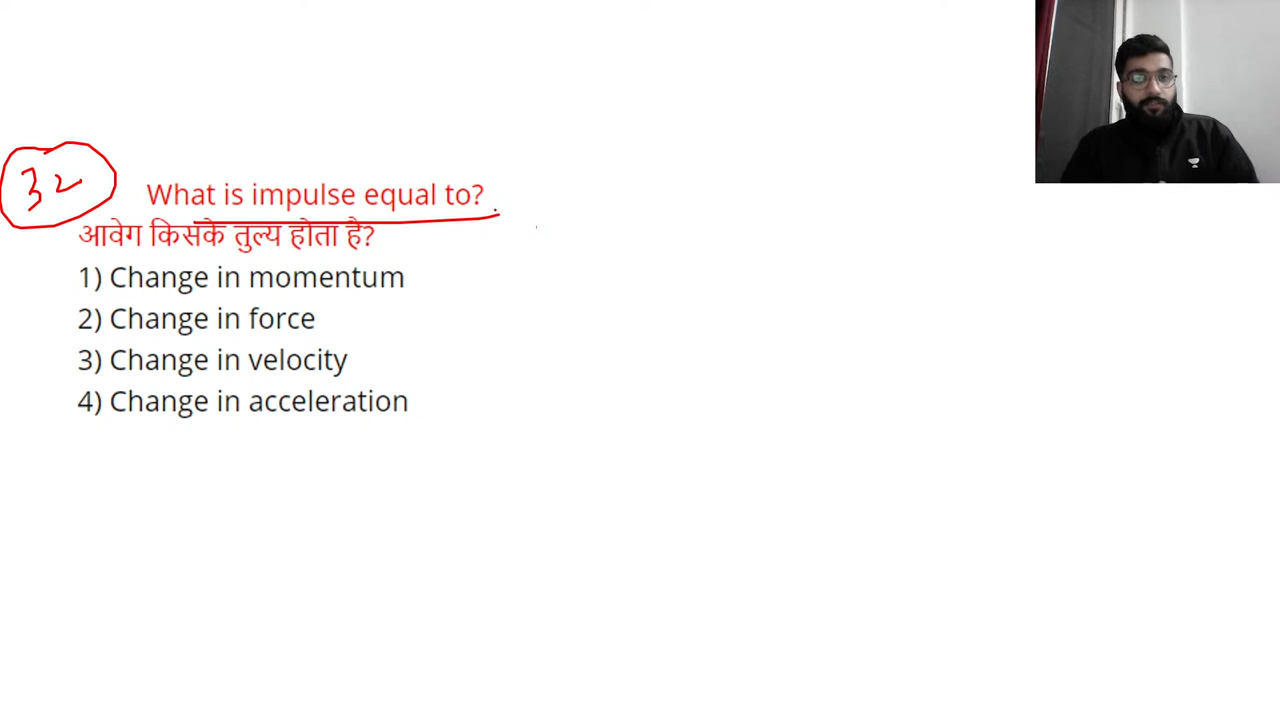 32
What is impulse equal to?
आवेग किसके तुल्य होता है?
1) Change in momentum
2) Change in force
3) Change in velocity
4) Change in acceleration